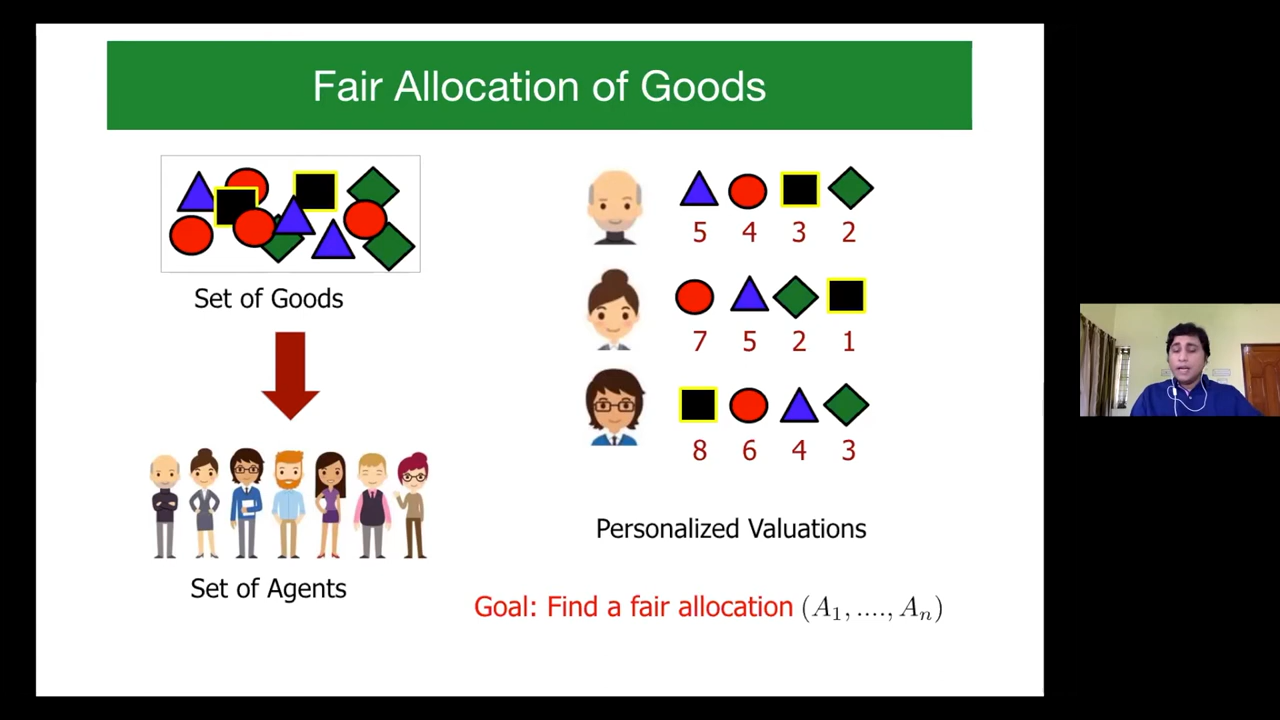 Fair Allocation of Goods
Set of Goods
Set of Agents
5 4 3 2
7 5 2 1
8 6 4 3
Personalized Valuations
Goal: Find a fair allocation (A₁, ...., Aₙ)